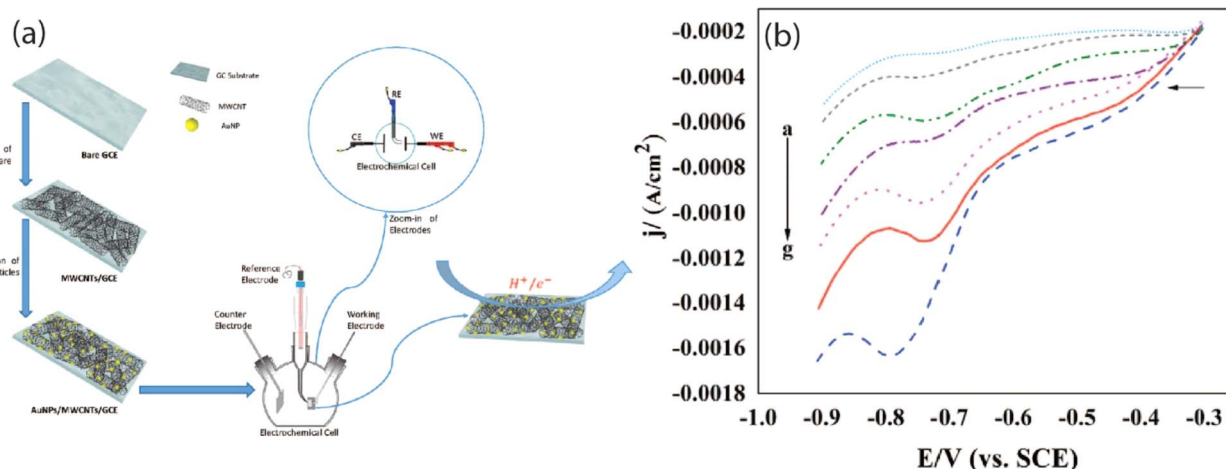 (a)
GC Substrate
MWCNT
AuNP
Bare GCE
of
are
MWCNTs/GCE
on of
ticles
AuNPs/MWCNTs/GCE
RE
CE
WE
Electrochemical Cell
Zoom-in of
Electrodes
Reference
Electrode
Counter
Electrode
Working
Electrode
Electrochemical Cell
H⁺/e⁻
(b)
-0.0002
-0.0004
-0.0006
-0.0008
-0.0010
-0.0012
-0.0014
-0.0016
-0.0018
j/ (A/cm²)
a
g
-1.0 -0.9 -0.8 -0.7 -0.6 -0.5 -0.4 -0.3
E/V (vs. SCE)